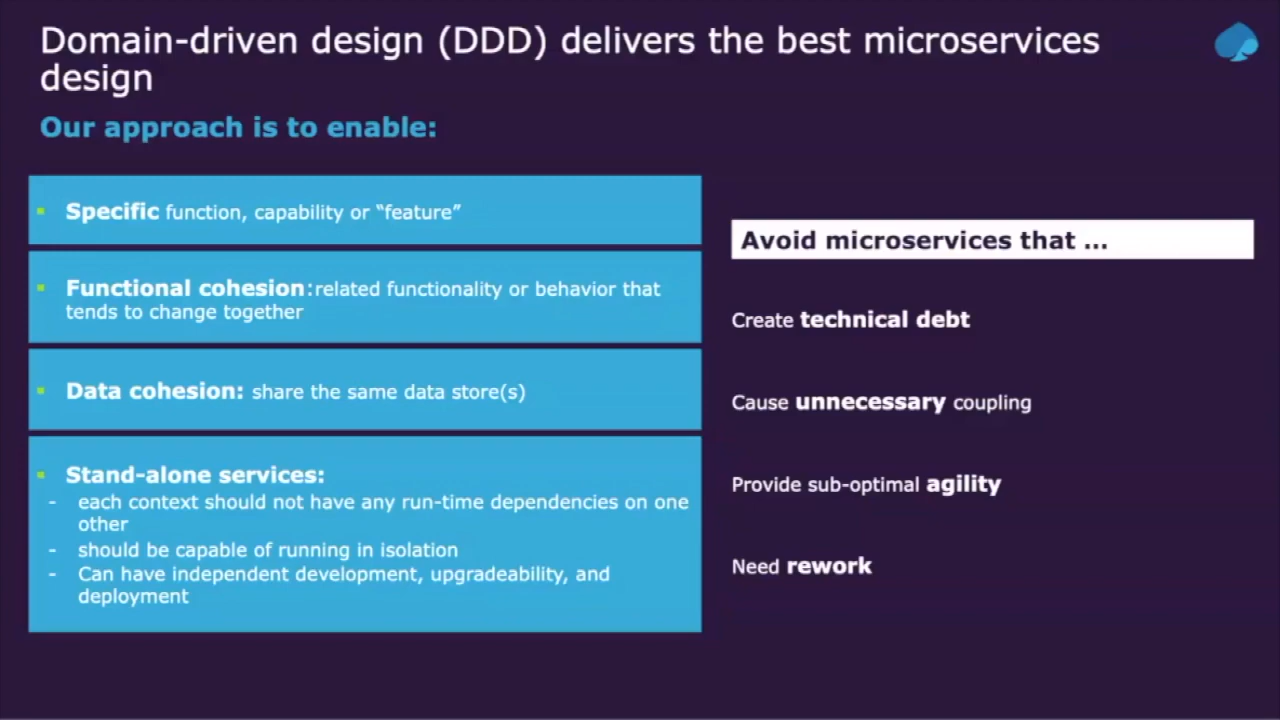 Domain-driven design (DDD) delivers the best microservices
design
Our approach is to enable:
▪ Specific function, capability or “feature”
▪ Functional cohesion:related functionality or behavior that
tends to change together
▪ Data cohesion: share the same data store(s)
▪ Stand-alone services:
- each context should not have any run-time dependencies on one
other
- should be capable of running in isolation
- Can have independent development, upgradeability, and
deployment
Avoid microservices that ...
Create technical debt
Cause unnecessary coupling
Provide sub-optimal agility
Need rework